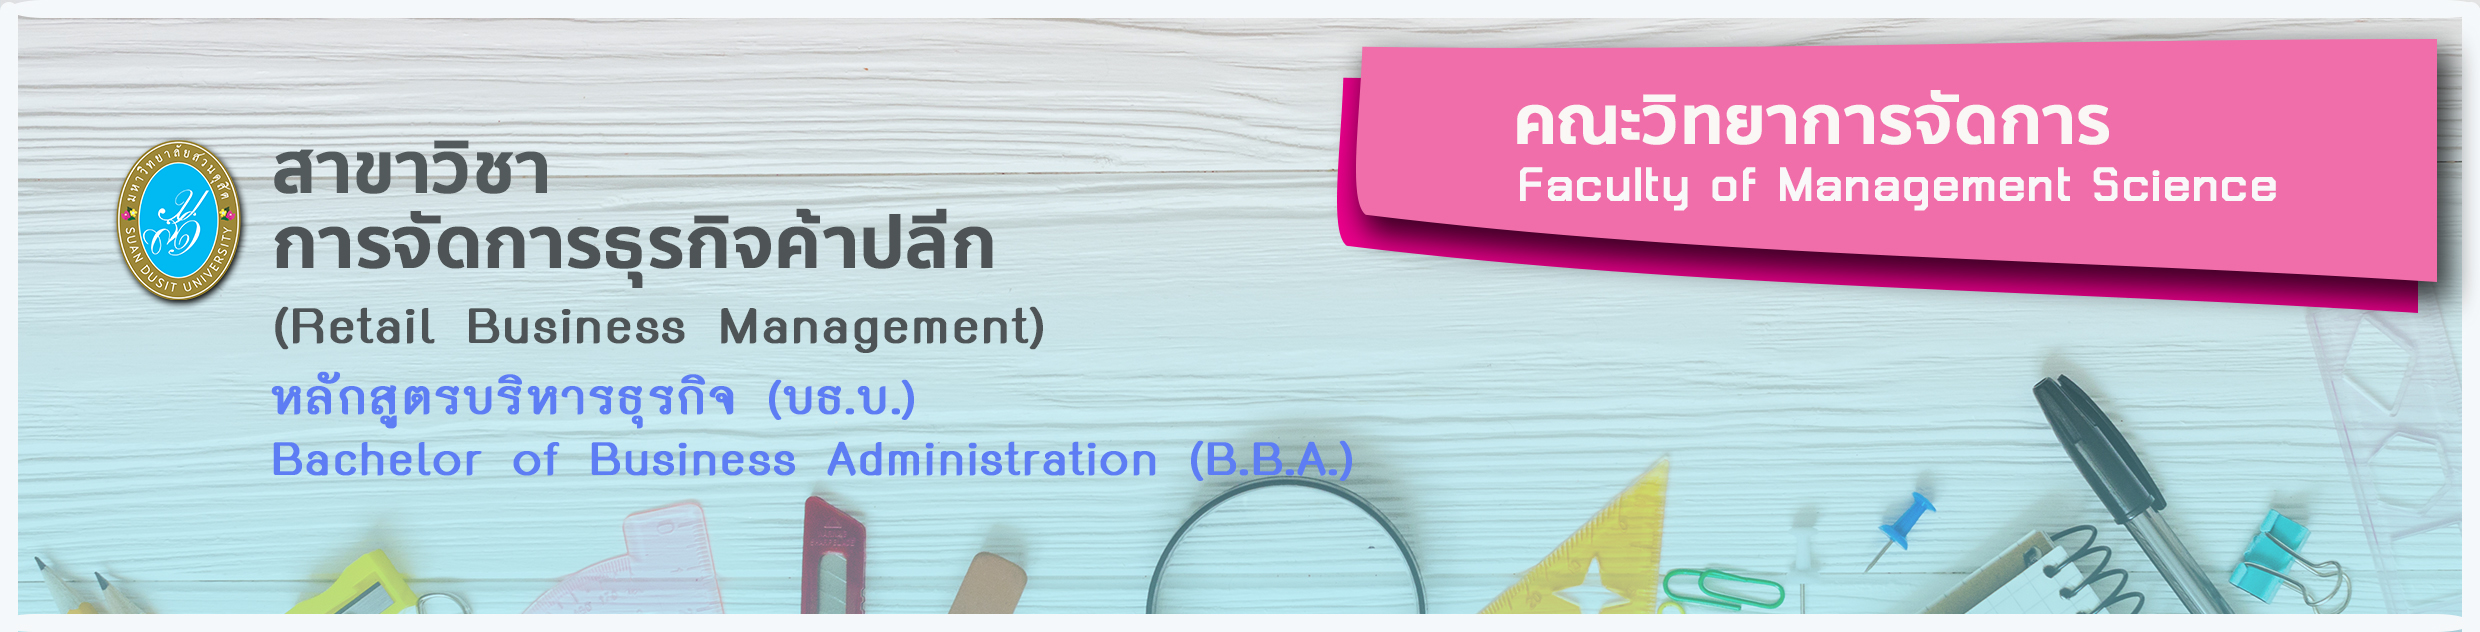 มหาวิทยาลัยสวนดุสิต
SUAN DUSIT UNIVERSITY
สาขาวิชา
การจัดการธุรกิจค้าปลีก
(Retail Business Management)
หลักสูตรบริหารธุรกิจ (บธ.บ.)
Bachelor of Business Administration (B.B.A.)
คณะวิทยาการจัดการ
Faculty of Management Science